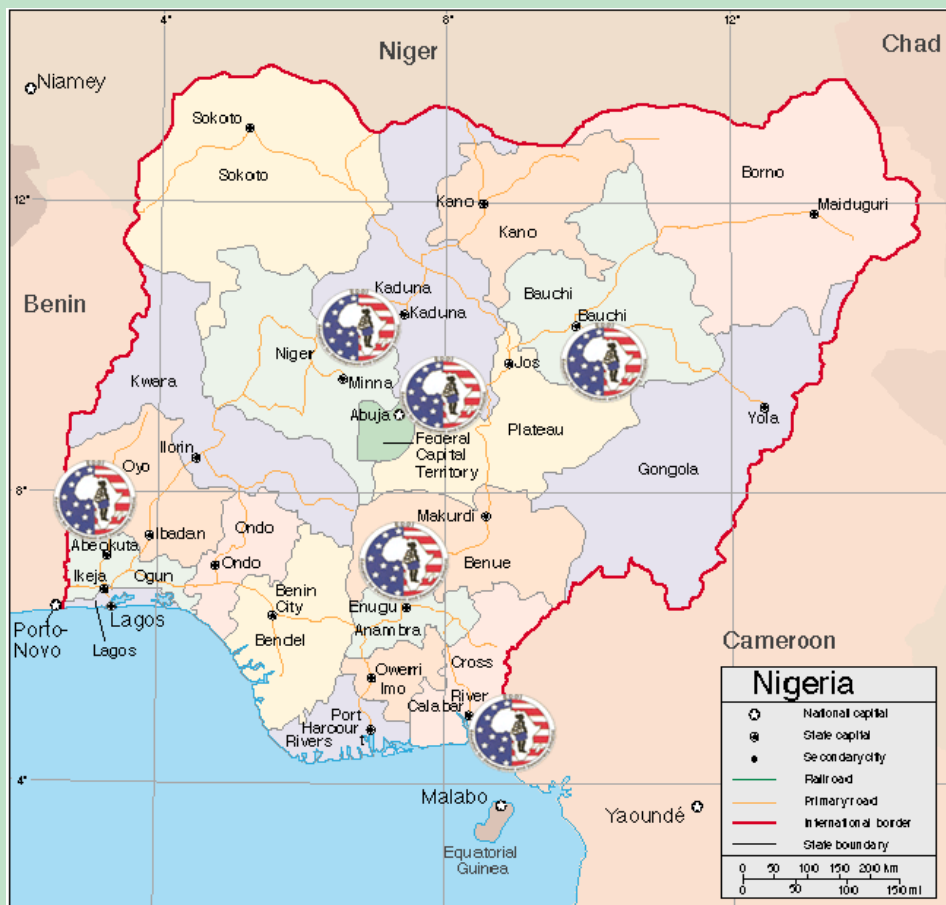 4°
8°
12°
Niger
Chad
Niamey
Sokoto
Sokoto
Borno
12°
Kano
Maiduguri
Kano
Kaduna
Bauchi
Benin
Kaduna
Bauchi
Niger
Jos
Minna
Kwara
Abuja
Yola
Federal
Capital
Territory
Plateau
Ilorin
Oyo
Gongola
8°
Makurdi
Ondo
Ibadan
Abeokuta
Benue
Ondo
Ikeja
Ogun
Benin
City
Enugu
Lagos
Anambra
Porto-
Novo
Lagos
Bendel
Cameroon
Owerri
Imo
Cross
River
Calabar
Port
Harcour
t
Rivers
4°
Malabo
Yaoundé
Equatorial
Guinea
Nigeria
National capital
State capital
Secondary city
Railroad
Primary road
International border
State boundary
0 50 100 150 200 km
0 50 100 150 mi